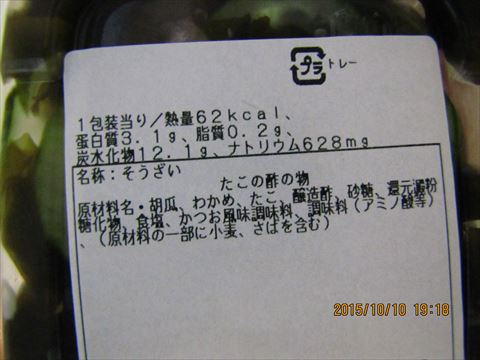 プラ トレー
1包装当り／熱量62kcal、
蛋白質3.1g、脂質0.2g、
炭水化物12.1g、ナトリウム628mg
名称：そうざい
たこの酢の物
原材料名・胡瓜、わかめ、たこ、醸造酢、砂糖、還元澱粉
糖化物、食塩、かつお風味調味料、調味料（アミノ酸等）
、（原材料の一部に小麦、さばを含む）
2015/10/10 19:18